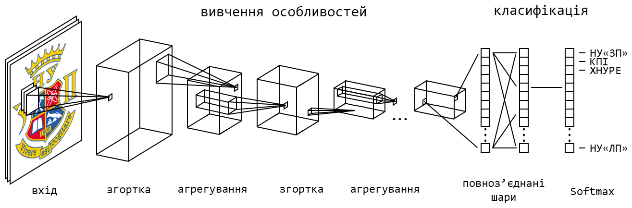 вивчення особливостей
класифікація
НУ«ЗП»
КПІ
ХНУРЕ
...
НУ«ЛП»
вхід
згортка
агрегування
згортка
агрегування
повноз’єднані
шари
Softmax